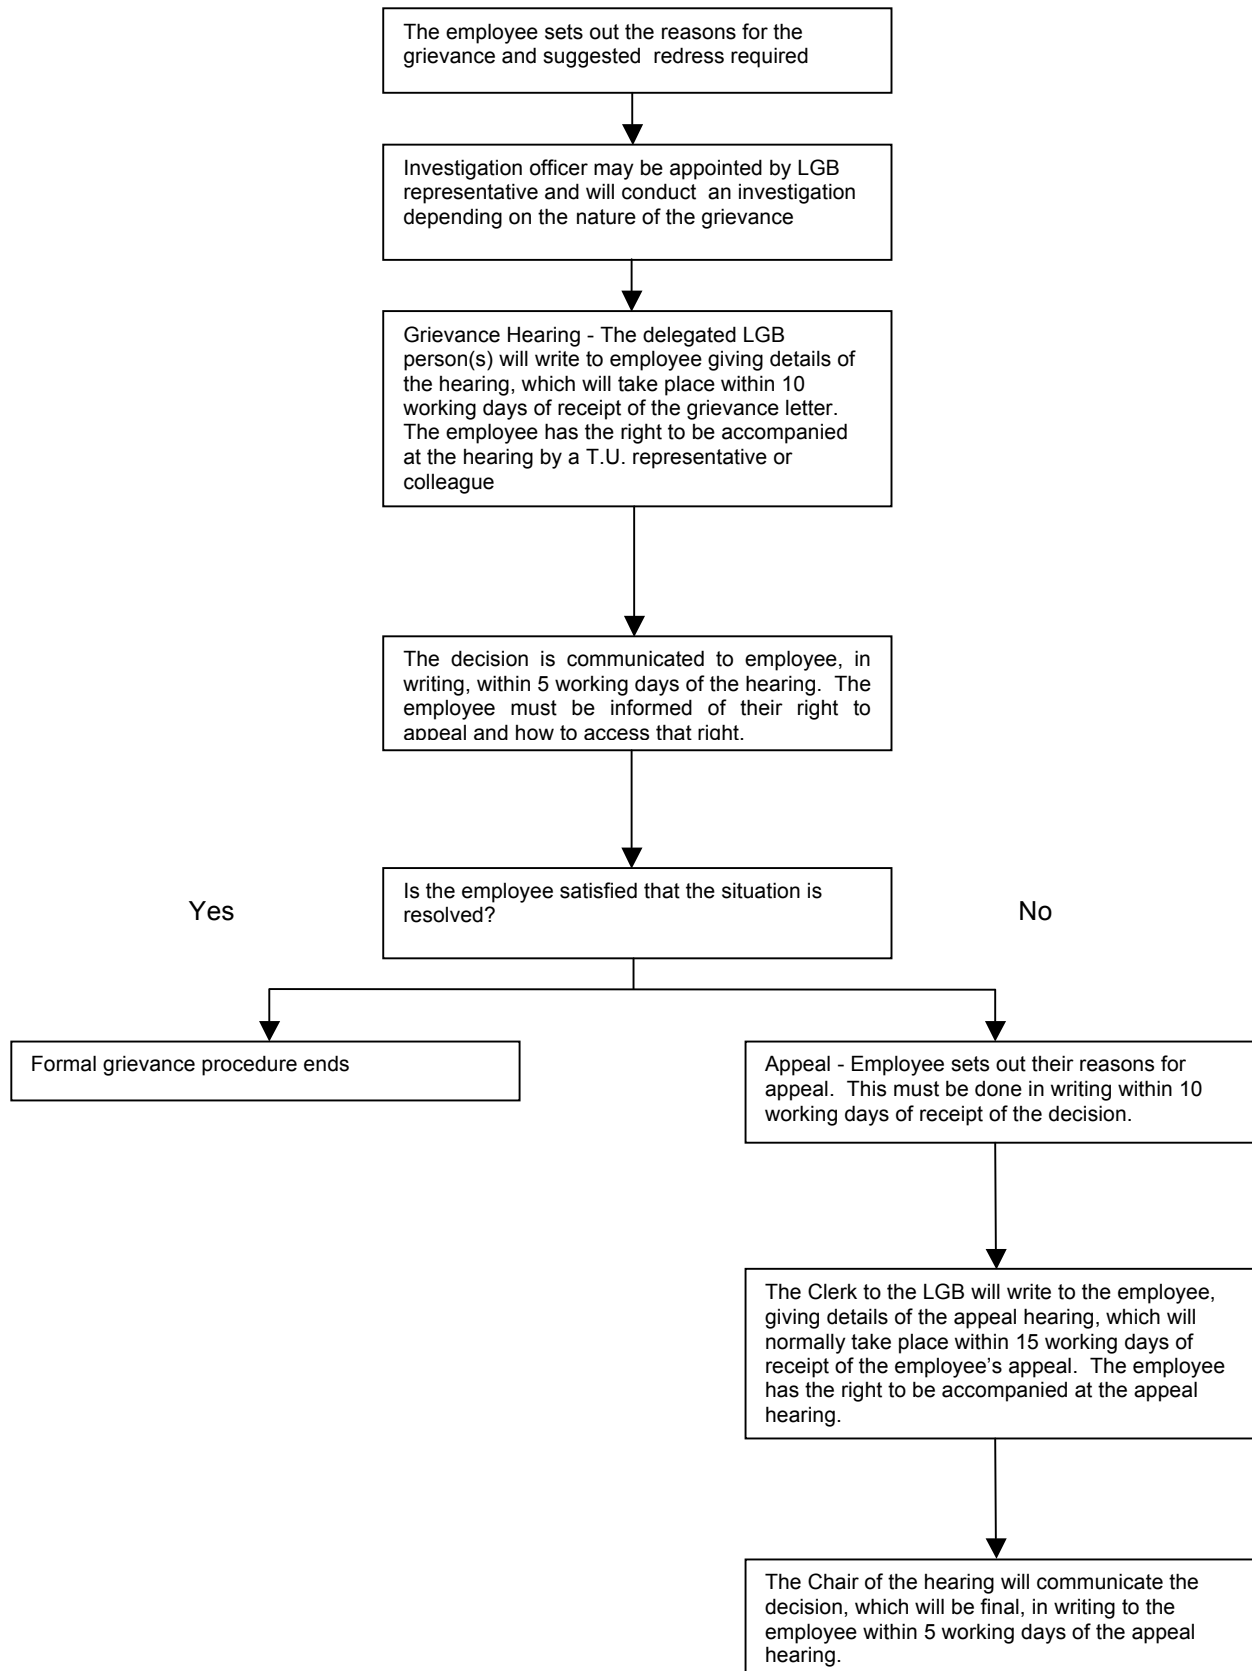 The employee sets out the reasons for the
grievance and suggested  redress required
Investigation officer may be appointed by LGB
representative and will conduct  an investigation
depending on the nature of the grievance
Grievance Hearing - The delegated LGB
person(s) will write to employee giving details of
the hearing, which will take place within 10
working days of receipt of the grievance letter.
The employee has the right to be accompanied
at the hearing by a T.U. representative or
colleague
The decision is communicated to employee, in
writing, within 5 working days of the hearing.  The
employee must be informed of their right to
appeal and how to access that right.
Is the employee satisfied that the situation is
resolved?
Yes
No
Formal grievance procedure ends
Appeal - Employee sets out their reasons for
appeal.  This must be done in writing within 10
working days of receipt of the decision.
The Clerk to the LGB will write to the employee,
giving details of the appeal hearing, which will
normally take place within 15 working days of
receipt of the employee’s appeal.  The employee
has the right to be accompanied at the appeal
hearing.
The Chair of the hearing will communicate the
decision, which will be final, in writing to the
employee within 5 working days of the appeal
hearing.